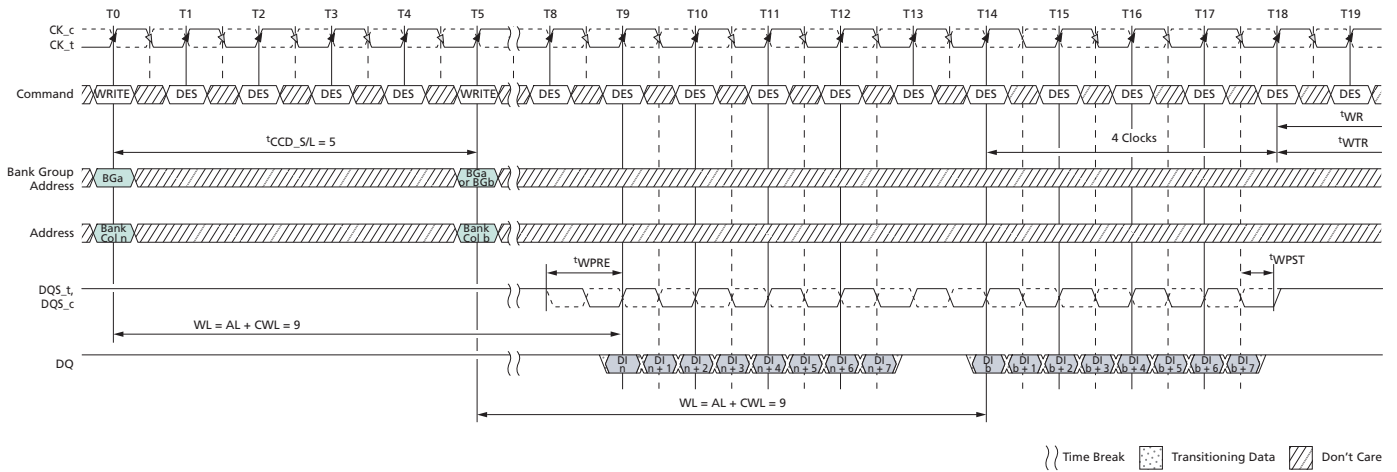 T0 T1 T2 T3 T4 T5 T8 T9 T10 T11 T12 T13 T14 T15 T16 T17 T18 T19
CK_c
CK_t
Command WRITE DES DES DES DES WRITE DES DES DES DES DES DES DES DES DES DES DES DES
tWR
tCCD_S/L = 5 4 Clocks tWTR
Bank Group
Address BGa BGa
or BGb
Address Bank
Col n Bank
Col b
tWPRE tWPST
DQS_t,
DQS_c
WL = AL + CWL = 9
DQ DI
n DI
n + 1 DI
n + 2 DI
n + 3 DI
n + 4 DI
n + 5 DI
n + 6 DI
n + 7 DI
b DI
b + 1 DI
b + 2 DI
b + 3 DI
b + 4 DI
b + 5 DI
b + 6 DI
b + 7
WL = AL + CWL = 9
Time Break Transitioning Data Don't Care